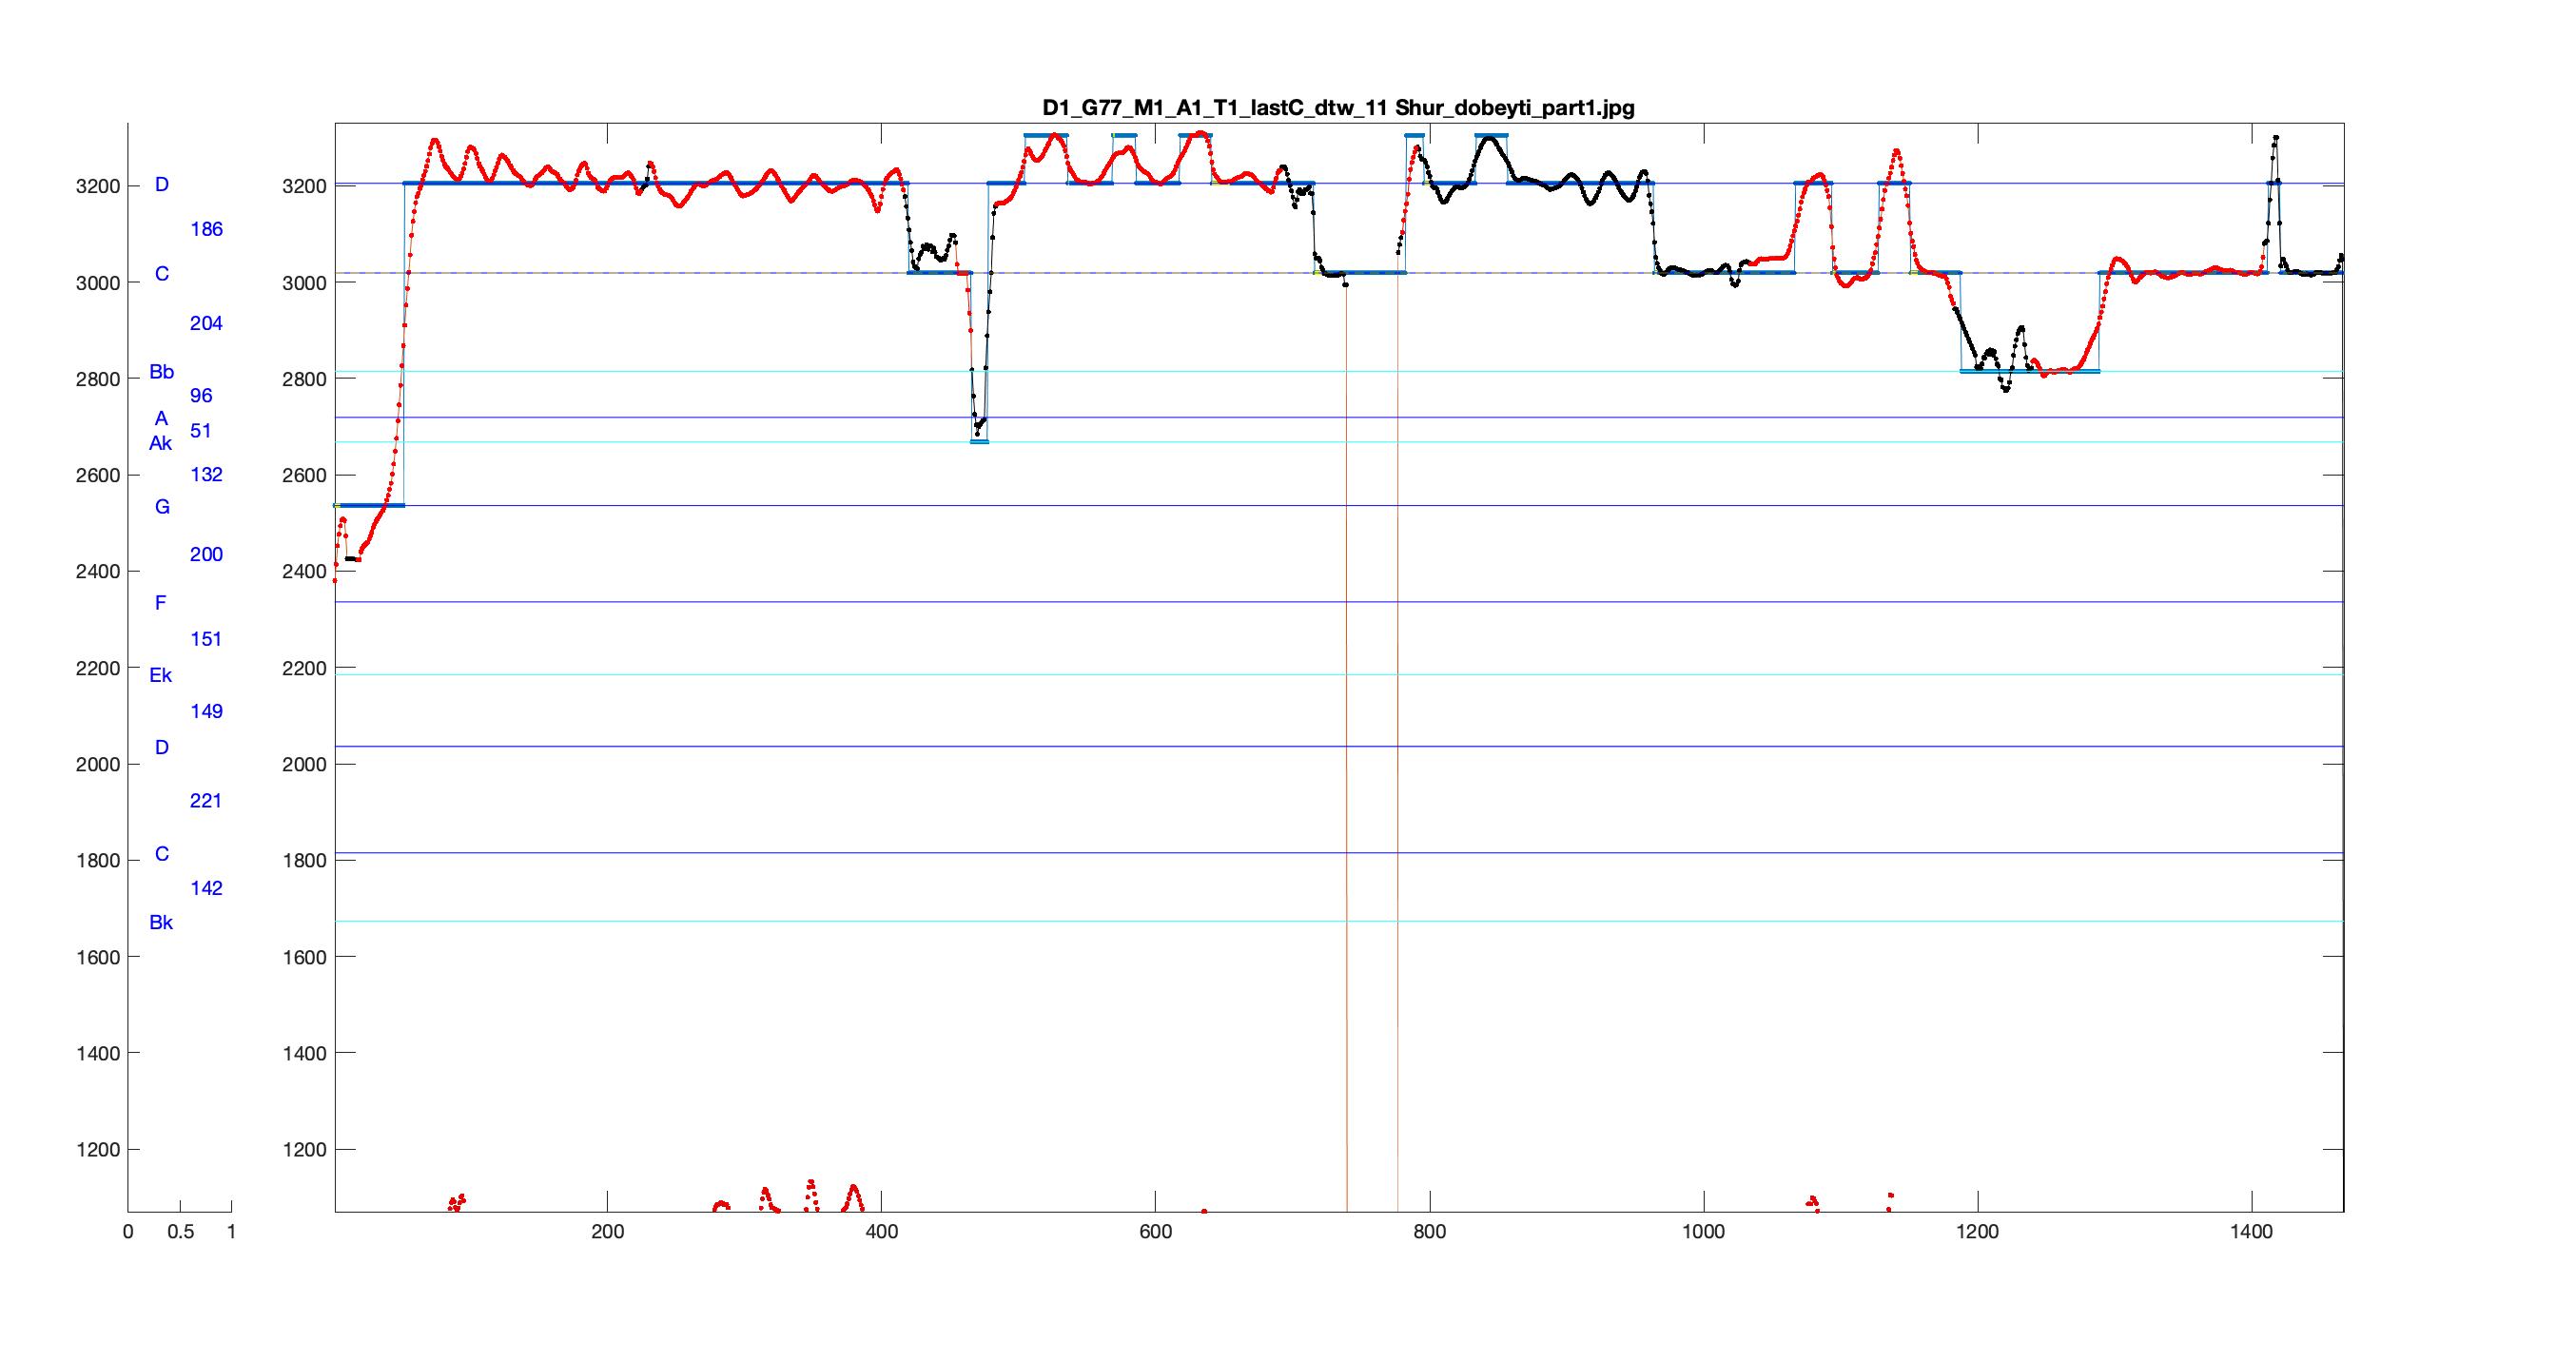 D1_G77_M1_A1_T1_lastC_dtw_11 Shur_dobeyti_part1.jpg
3200 D 3200
186
3000 C 3000
204
2800 Bb 2800
96
A
51
Ak
2600 132 2600
G
200
2400 2400
F
151
2200 Ek 2200
149
D
2000 2000
221
1800 C 1800
142
Bk
1600 1600
1400 1400
1200 1200
0 0.5 1 200 400 600 800 1000 1200 1400